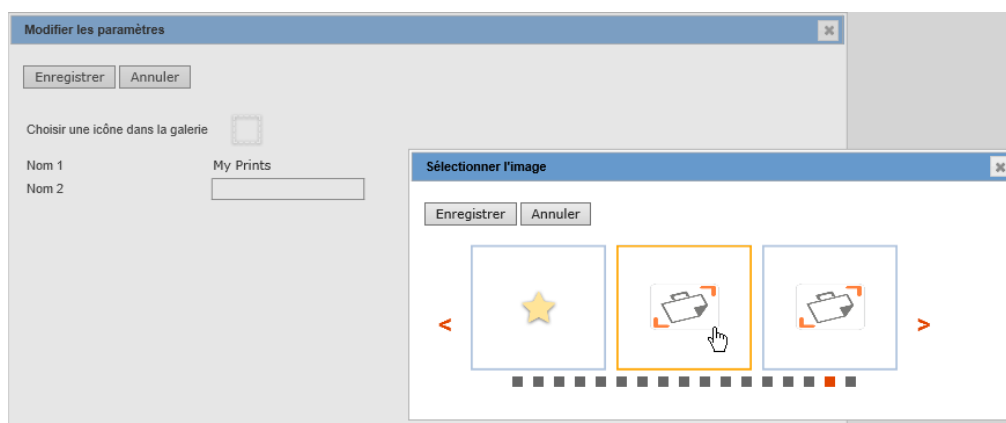 Modifier les paramètres
Enregistrer Annuler
Choisir une icône dans la galerie
Nom 1 My Prints
Nom 2
Sélectionner l'image
Enregistrer Annuler
< >